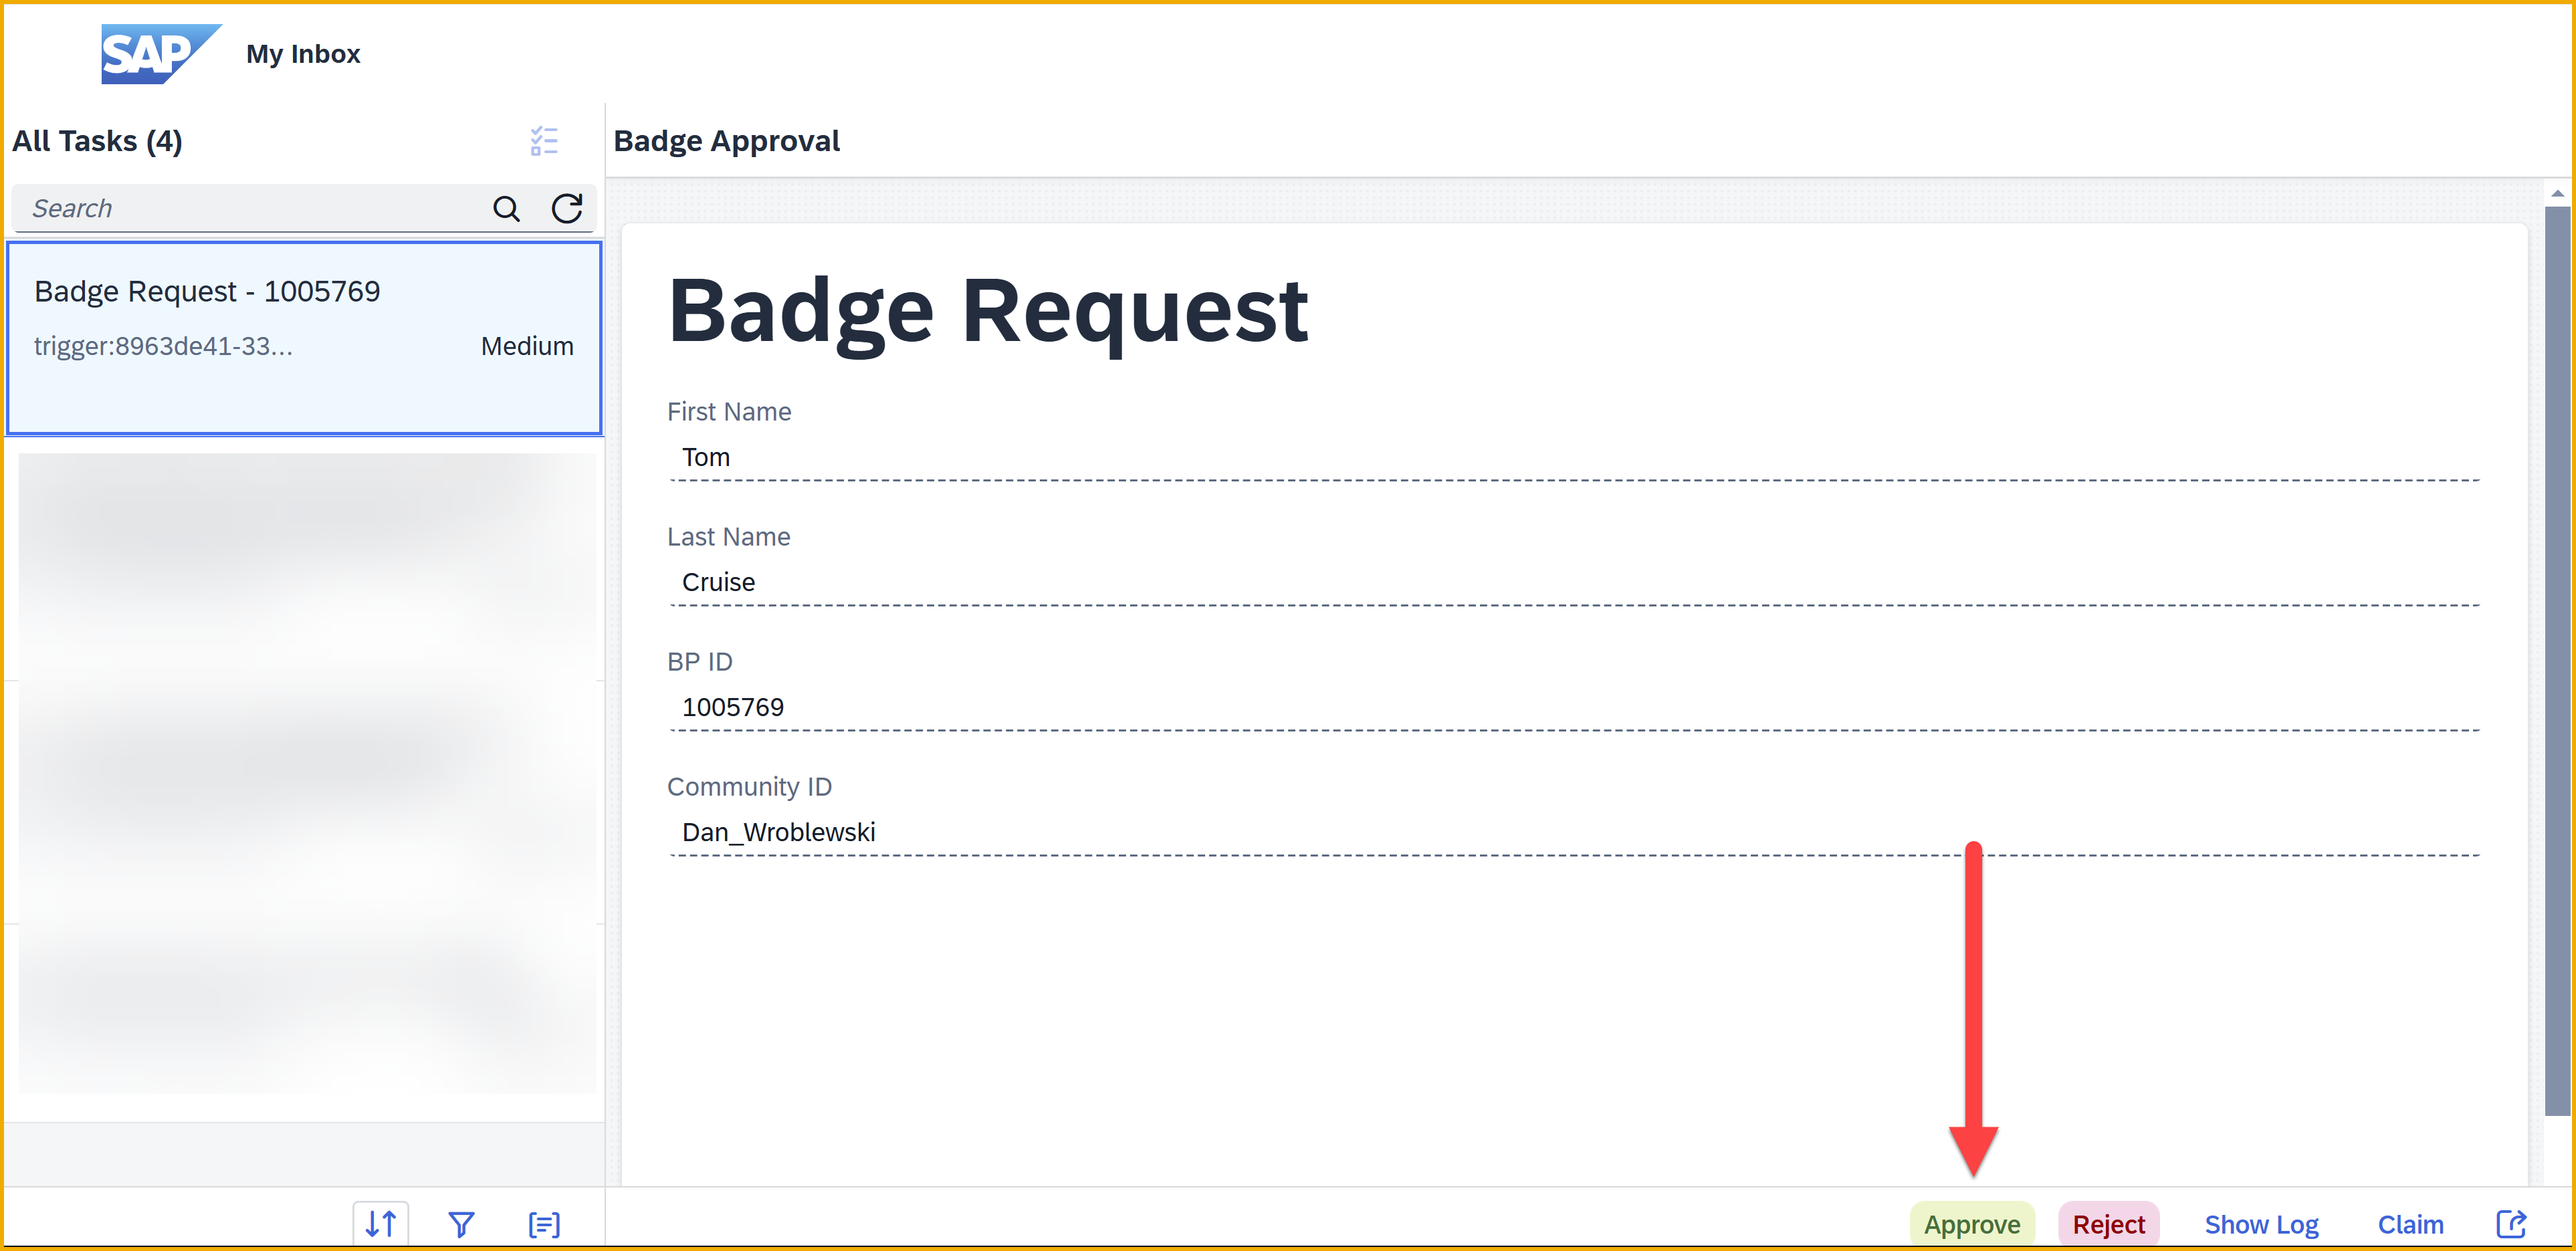 SAP My Inbox
All Tasks (4)
Search
Badge Request - 1005769
trigger:8963de41-33... Medium
Badge Approval
Badge Request
First Name
Tom
Last Name
Cruise
BP ID
1005769
Community ID
Dan_Wroblewski
Approve Reject Show Log Claim